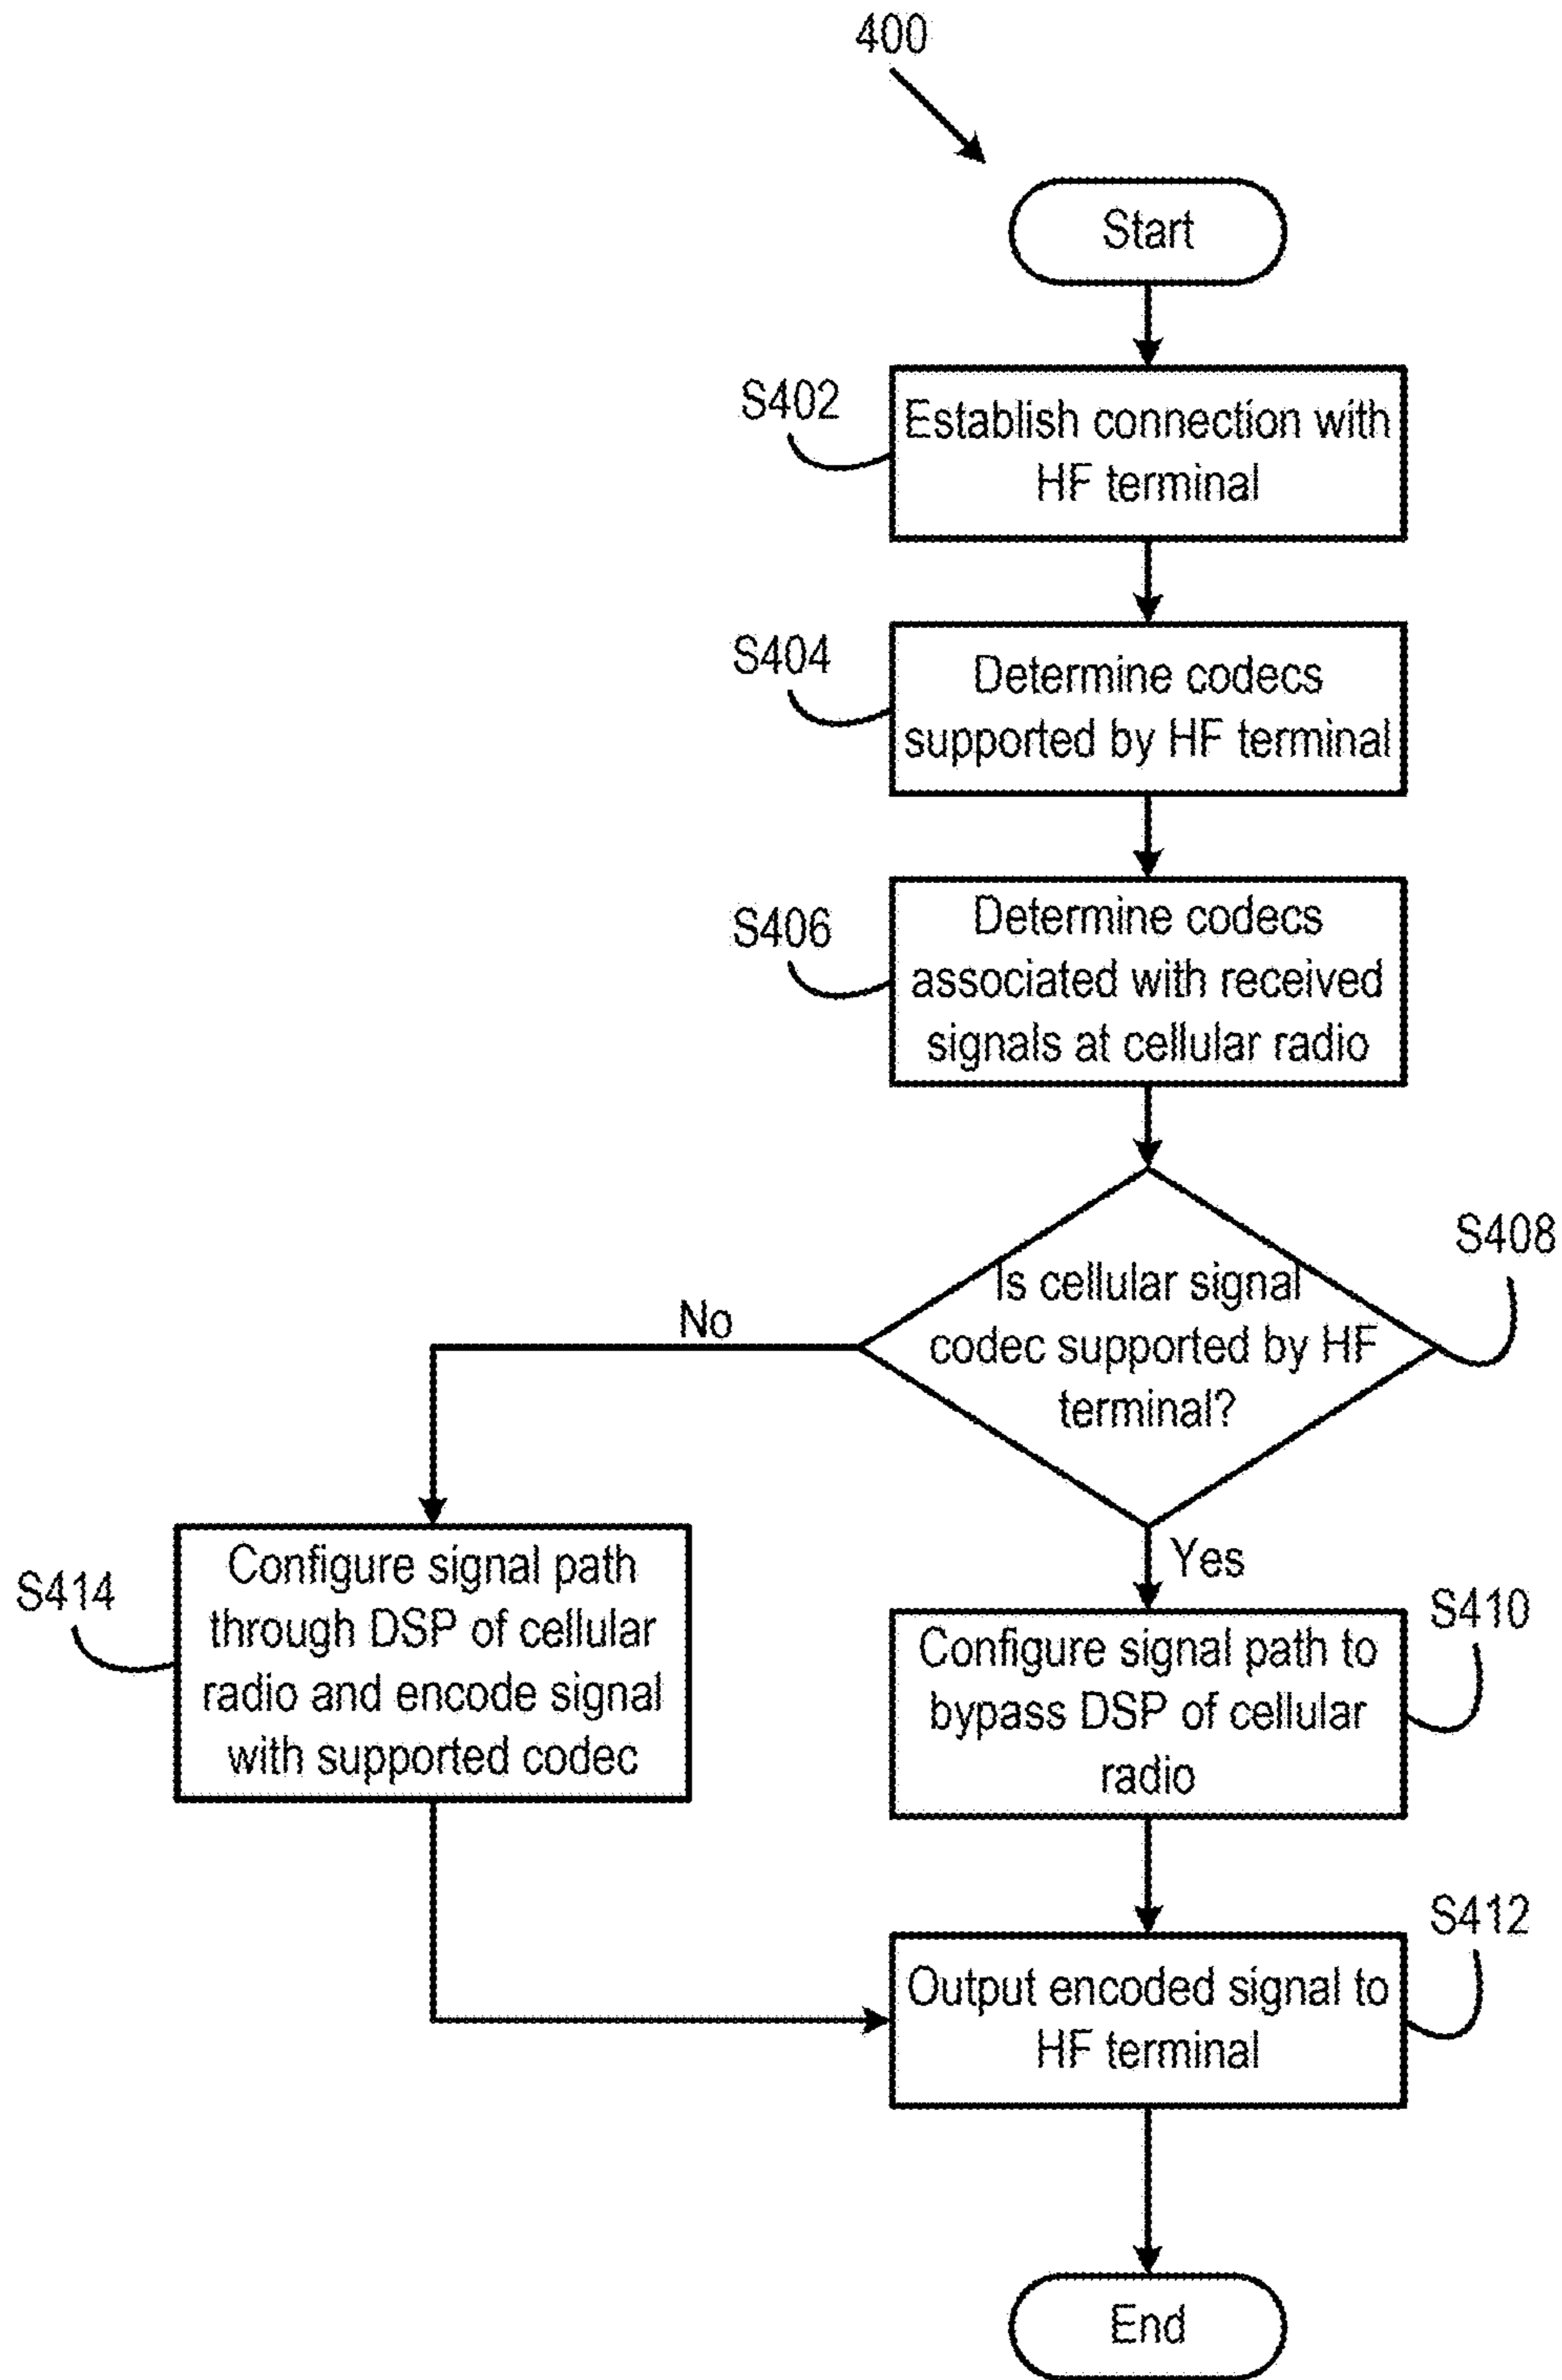 400
Start
S402
Establish connection with
HF terminal
S404
Determine codecs
supported by HF terminal
S406
Determine codecs
associated with received
signals at cellular radio
S408
Is cellular signal
codec supported by HF
terminal?
No
Yes
S414
Configure signal path
through DSP of cellular
radio and encode signal
with supported codec
S410
Configure signal path to
bypass DSP of cellular
radio
S412
Output encoded signal to
HF terminal
End